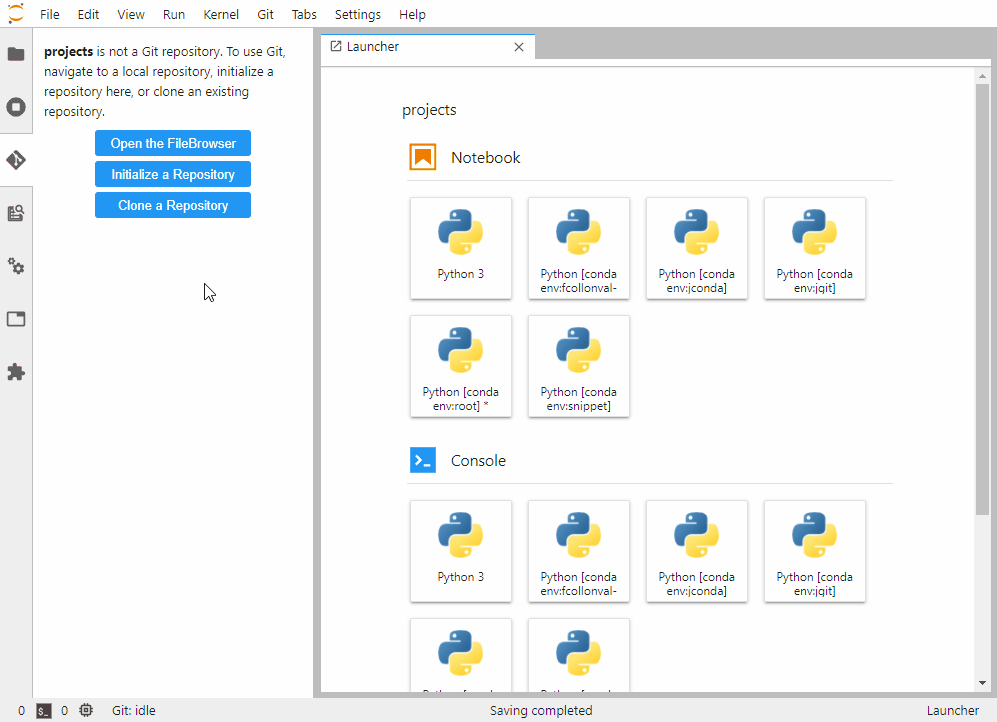 File Edit View Run Kernel Git Tabs Settings Help
projects is not a Git repository. To use Git,
navigate to a local repository, initialize a
repository here, or clone an existing
repository.
Open the FileBrowser
Initialize a Repository
Clone a Repository
Launcher
projects
Notebook
Python 3
Python [conda
env:fcollonval-
Python [conda
env:jconda]
Python [conda
env:jgit]
Python [conda
env:root] *
Python [conda
env:snippet]
Console
Python 3
Python [conda
env:fcollonval-
Python [conda
env:jconda]
Python [conda
env:jgit]
0 $_ 0 Git: idle Saving completed Launcher